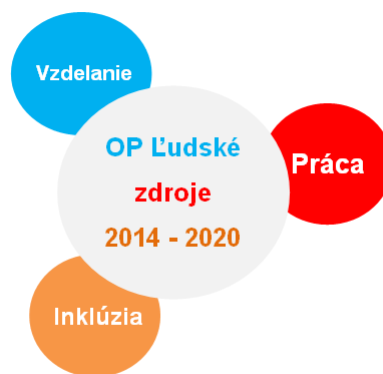 Vzdelanie
OP Ľudské
zdroje
2014 - 2020
Práca
Inklúzia